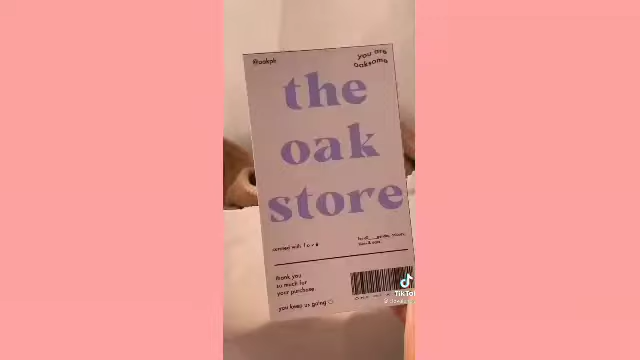 @oakpk
you are
oaksome
the
oak
store
thank you
so much for
your purchase
you keep us going
TikTok